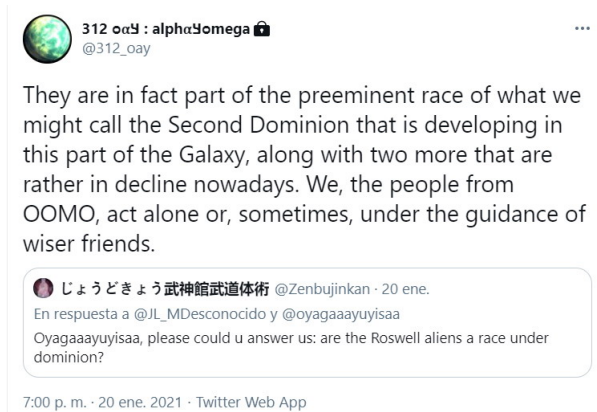 312 oαყ : alphαყomega
@312_oay
They are in fact part of the preeminent race of what we
might call the Second Dominion that is developing in
this part of the Galaxy, along with two more that are
rather in decline nowadays. We, the people from
OOMO, act alone or, sometimes, under the guidance of
wiser friends.
じょうどきょう武神館武道体術 @Zenbujinkan · 20 ene.
En respuesta a @JL_MDesconocido y @oyagaaayuyisaa
Oyagaaayuyisaa, please could u answer us: are the Roswell aliens a race under
dominion?
7:00 p. m. · 20 ene. 2021 · Twitter Web App